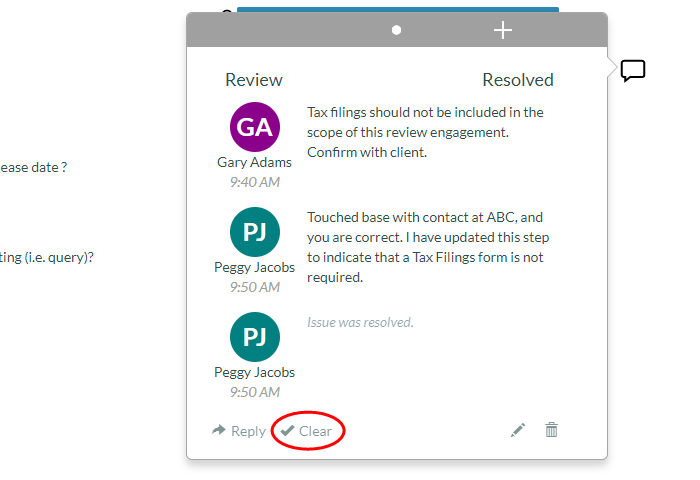 Review
Resolved
GA
Gary Adams
9:40 AM
Tax filings should not be included in the
scope of this review engagement.
Confirm with client.
ease date ?
PJ
Peggy Jacobs
9:50 AM
Touched base with contact at ABC, and
you are correct. I have updated this step
to indicate that a Tax Filings form is not
required.
ting (i.e. query)?
PJ
Peggy Jacobs
9:50 AM
Issue was resolved.
Reply
Clear